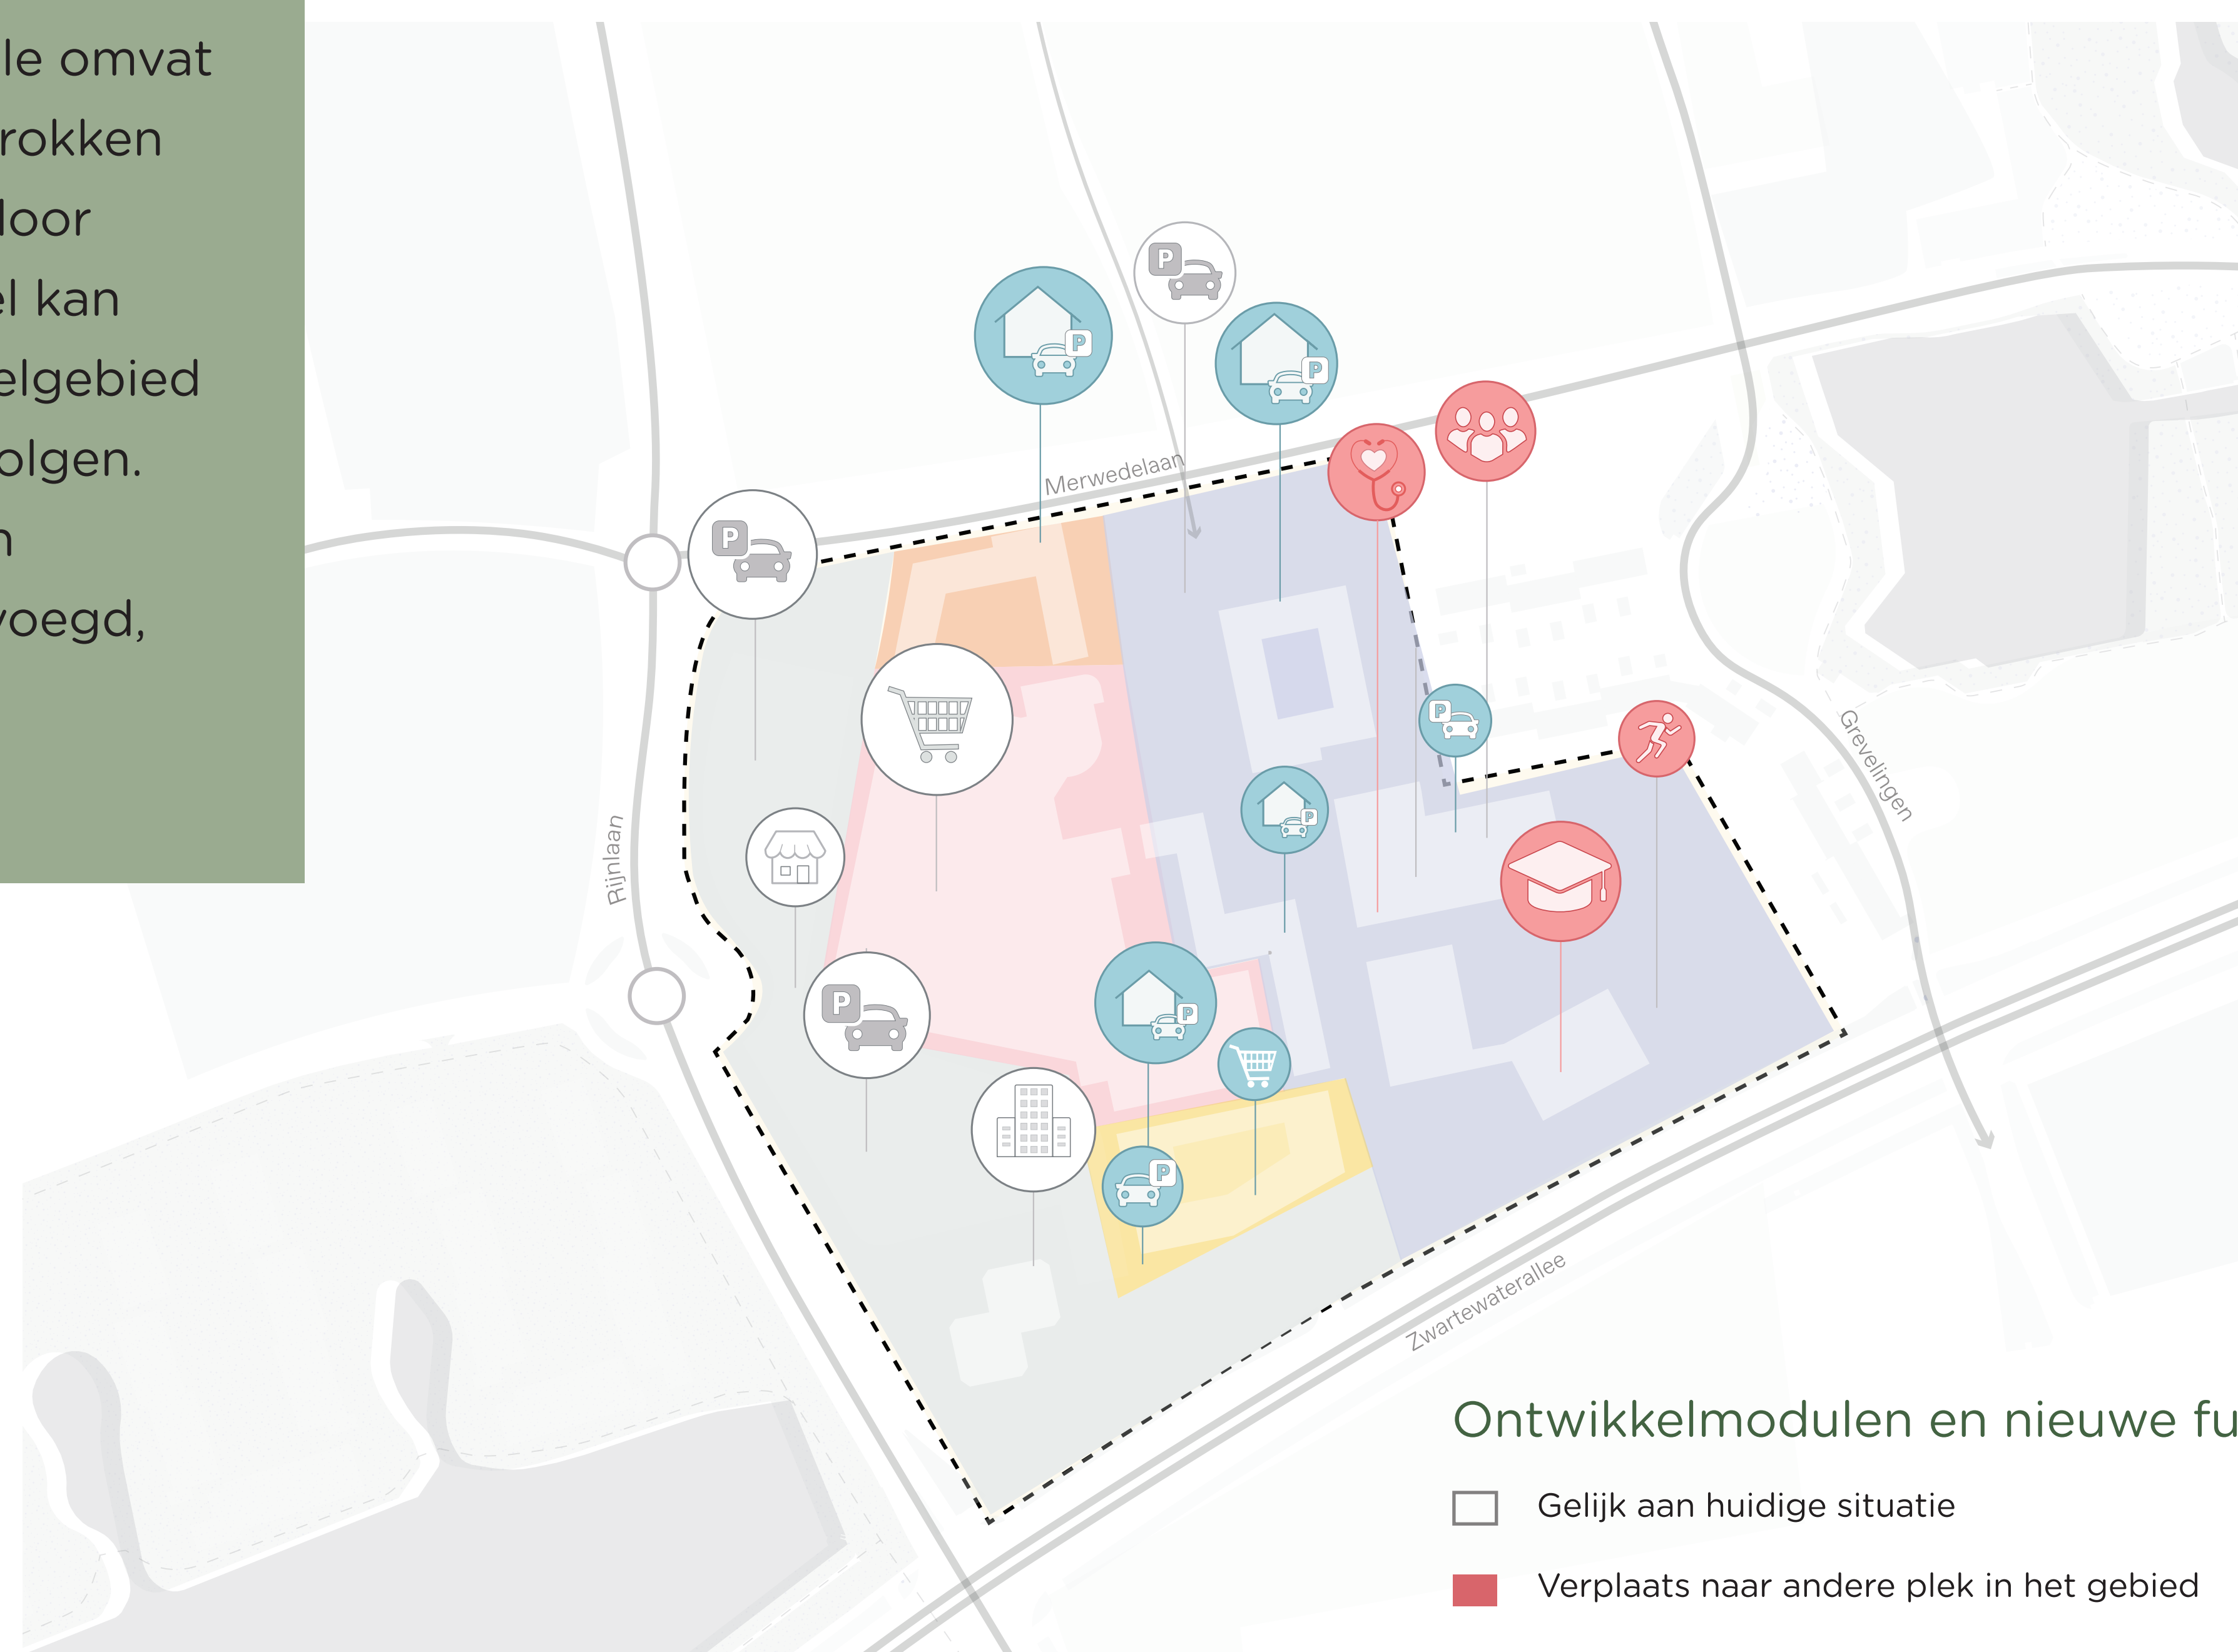 le omvat
rokken
loor
el kan
elgebied
olgen.
n
voegd,
P
P
P
P
Merwedelaan
P
P
Grevelingen
P
Rijnlaan
P
P
P
Zwartewaterallee
Ontwikkelmodulen en nieuwe fu
Gelijk aan huidige situatie
Verplaats naar andere plek in het gebied